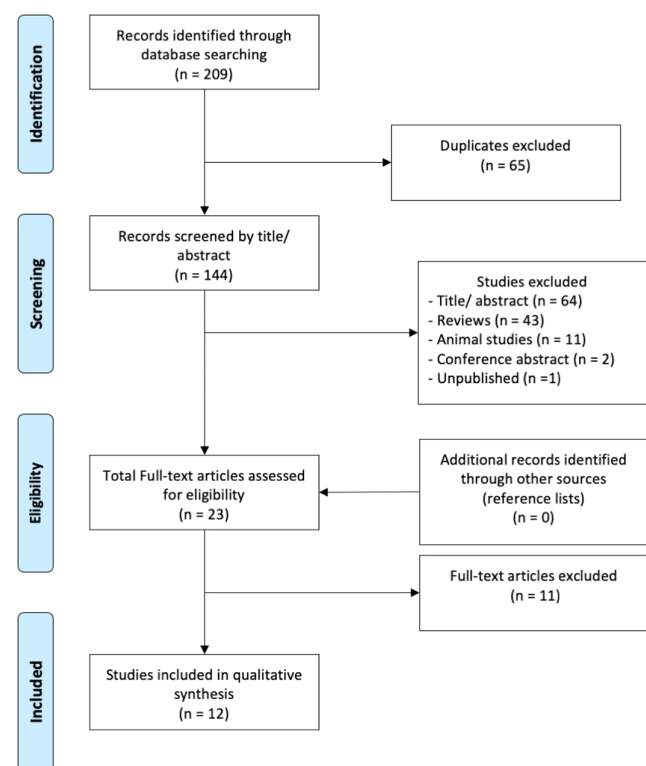 Identification
Records identified through
database searching
(n = 209)
Duplicates excluded
(n = 65)
Screening
Records screened by title/
abstract
(n = 144)
Studies excluded
- Title/ abstract (n = 64)
- Reviews (n = 43)
- Animal studies (n = 11)
- Conference abstract (n = 2)
- Unpublished (n =1)
Eligibility
Total Full-text articles assessed
for eligibility
(n = 23)
Additional records identified
through other sources
(reference lists)
(n = 0)
Full-text articles excluded
(n = 11)
Included
Studies included in qualitative
synthesis
(n = 12)